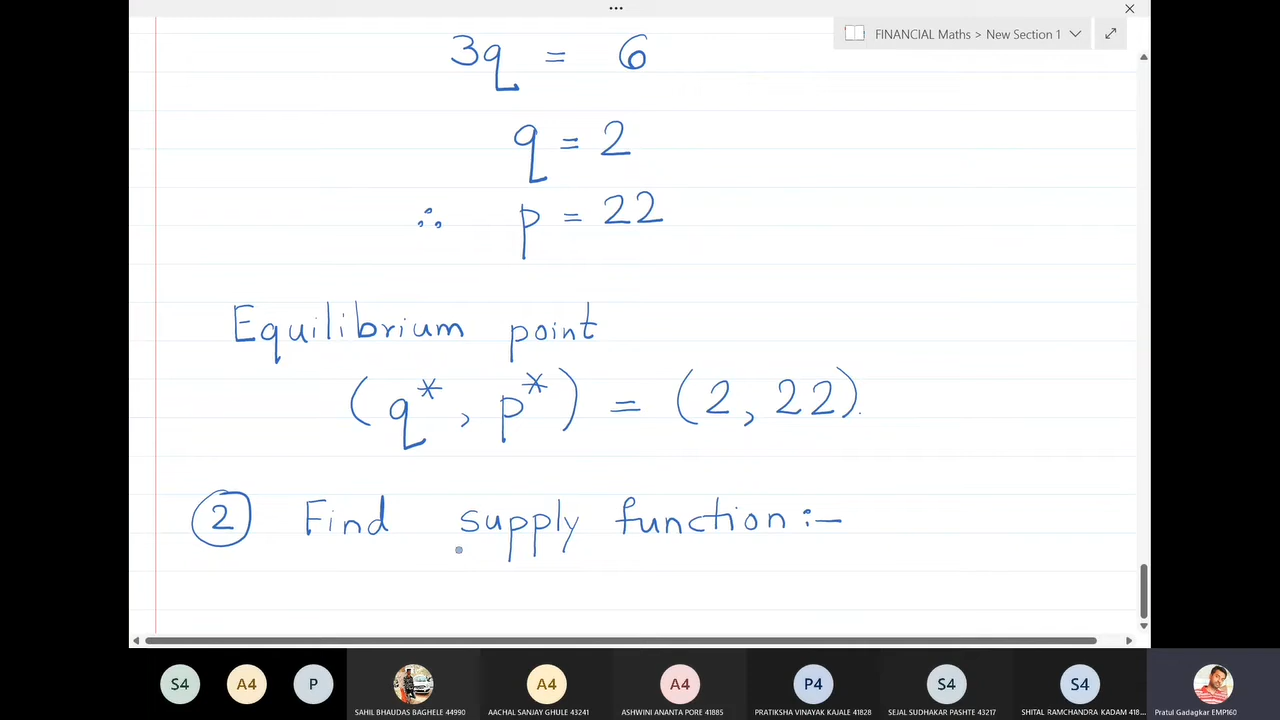 FINANCIAL Maths > New Section 1
3q = 6
q = 2
∴ p = 22
Equilibrium point
(q*, p*) = (2, 22).
2 Find supply function :-
S4 A4 P A4 A4 P4 S4 S4
SAHIL BHAUDAS BAGHELE 44990 AACHAL SANJAY GHULE 43241 ASHWINI ANANTA PORE 41885 PRATIKSHA VINAYAK KAJALE 41828 SEJAL SUDHAKAR PASHTE 43217 SHITAL RAMCHANDRA KADAM 418... Pratul Gadagkar EMP160